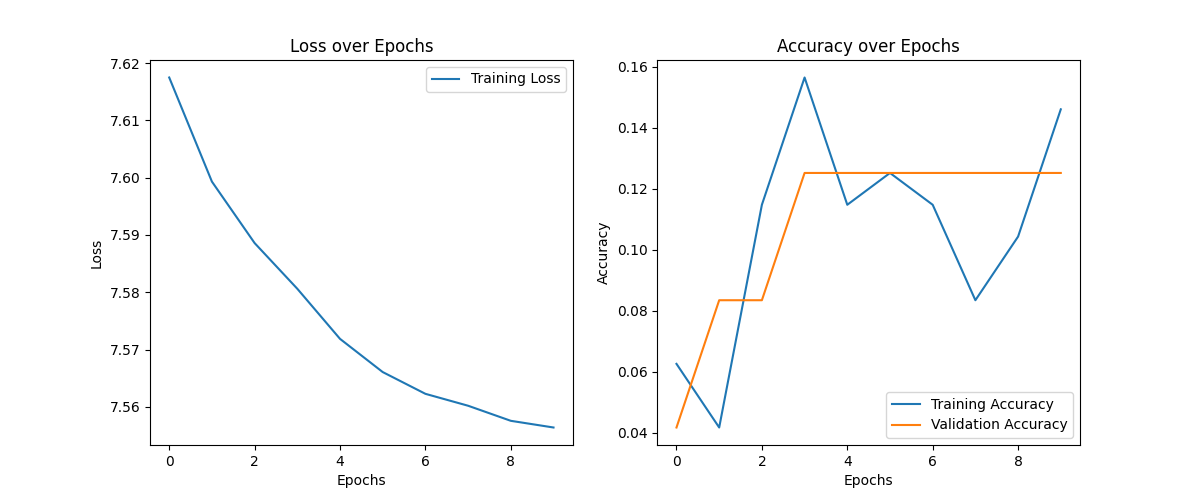 Loss over Epochs
7.62
7.61
7.60
7.59
7.58
7.57
7.56
Loss
0
2
4
6
8
Epochs
Training Loss
Accuracy over Epochs
0.16
0.14
0.12
0.10
0.08
0.06
0.04
Accuracy
0
2
4
6
8
Epochs
Training Accuracy
Validation Accuracy